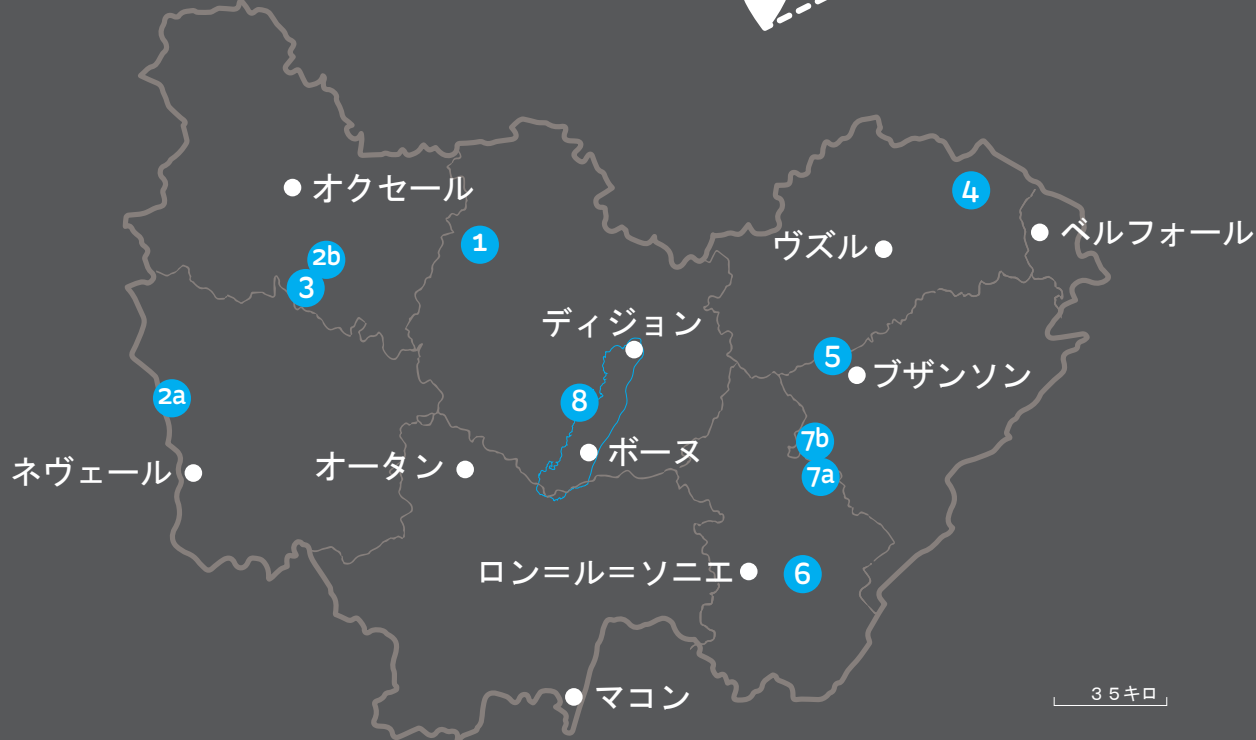 オクセール
4
1
ベルフォール
ヴズル
2b
3
ディジョン
5
ブザンソン
2a
8
7b
ボーヌ
オータン
ネヴェール
7a
ロン＝ル＝ソニエ
6
マコン
３５キロ